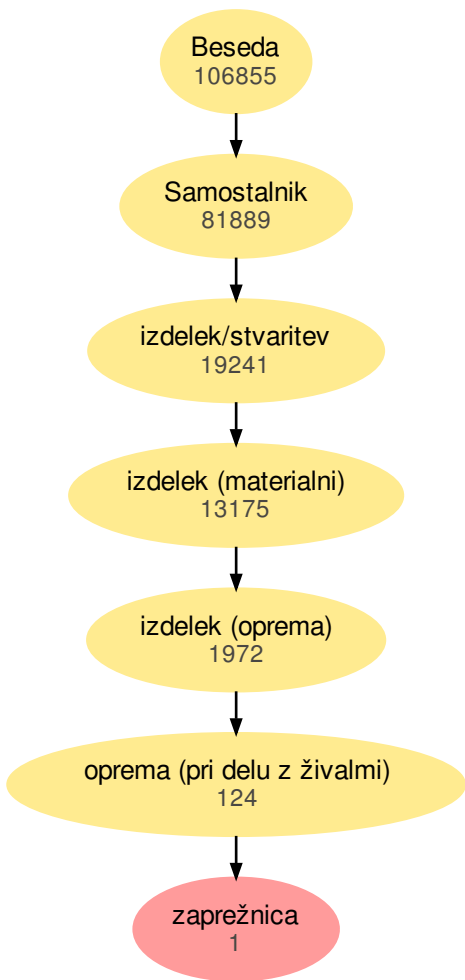 Beseda
106855
Samostalnik
81889
izdelek/stvaritev
19241
izdelek (materialni)
13175
izdelek (oprema)
1972
oprema (pri delu z živalmi)
124
zaprežnica
1